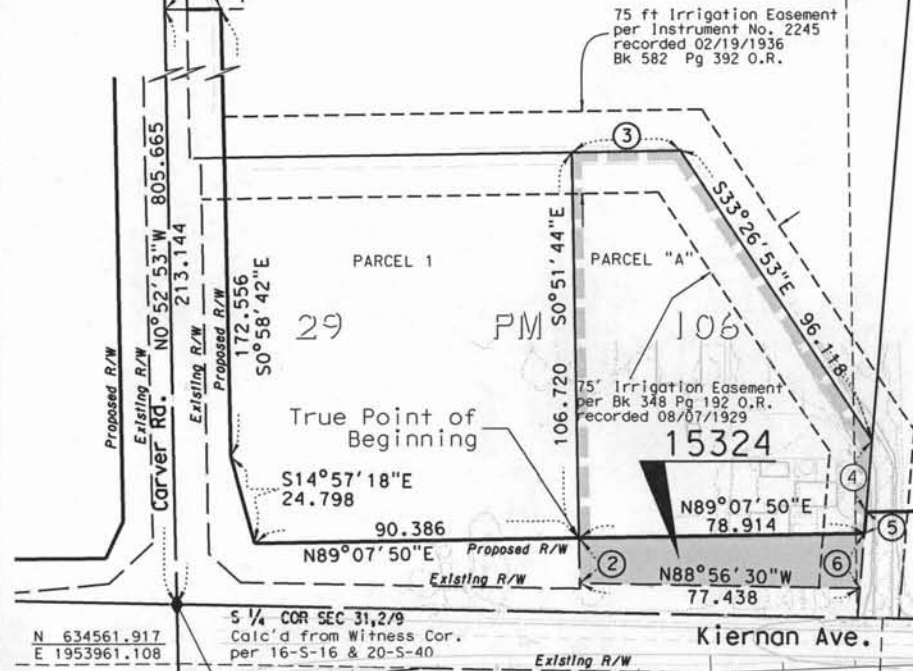 75 ft Irrigation Easement
per Instrument No. 2245
recorded 02/19/1936
Bk 582 Pg 392 O.R.
3
Proposed R/W
Existing R/W
Carver Rd.
N0°52'53"W 805.665
213.144
Existing R/W
Proposed R/W
172.556
S0°58'42"E
PARCEL 1
29 PM 106
S0°51'44"E
106.720
PARCEL "A"
S33°26'53"E
96.118
75' Irrigation Easement
per Bk 348 Pg 192 O.R.
recorded 08/07/1929
True Point of
Beginning
15324
S14°57'18"E
24.798
4
N89°07'50"E
78.914
5
90.386
N89°07'50"E
Proposed R/W
2
6
Existing R/W
N88°56'30"W
77.438
S 1/4 COR SEC 31,2/9
Calc'd from Witness Cor.
per 16-S-16 & 20-S-40
N 634561.917
E 1953961.108
Kiernan Ave.
Existing R/W